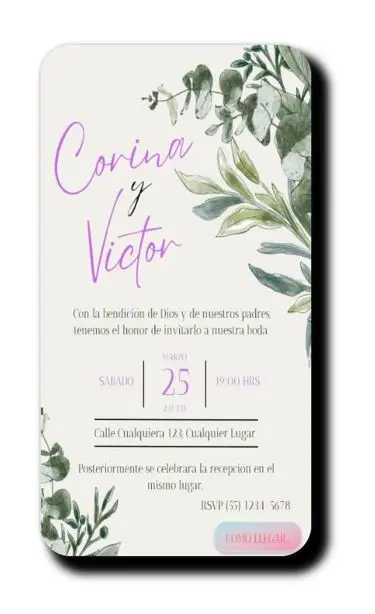 Corina
y
Victor
Con la bendición de Dios y de nuestros padres,
tenemos el honor de invitarlo a nuestra boda
MARZO
SABADO 25 19:00 HRS.
2030
Calle Cualquiera 123, Cualquier Lugar
Posteriormente se celebrara la recepción en el
mismo lugar.
RSVP (55) 1234-5678
COMO LLEGAR...